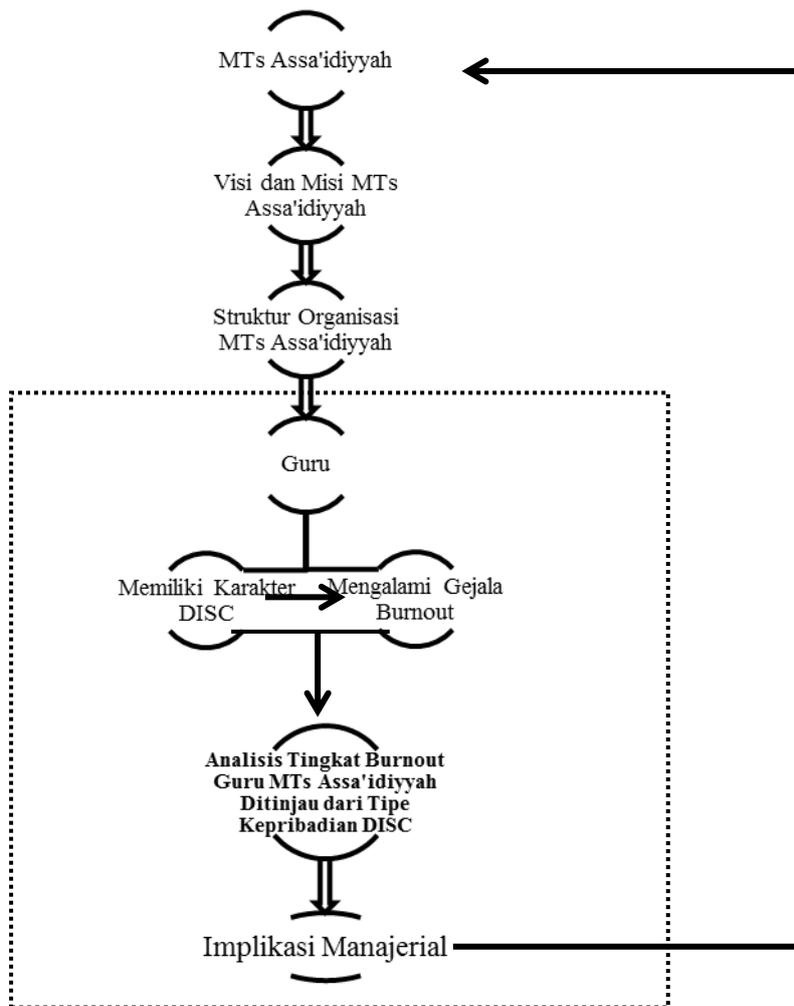 MTs Assa'idiyyah
Visi dan Misi MTs
Assa'idiyyah
Struktur Organisasi
MTs Assa'idiyyah
Guru
Memiliki Karakter
DISC
Mengalami Gejala
Burnout
Analisis Tingkat Burnout
Guru MTs Assa'idiyyah
Ditinjau dari Tipe
Kepribadian DISC
Implikasi Manajerial